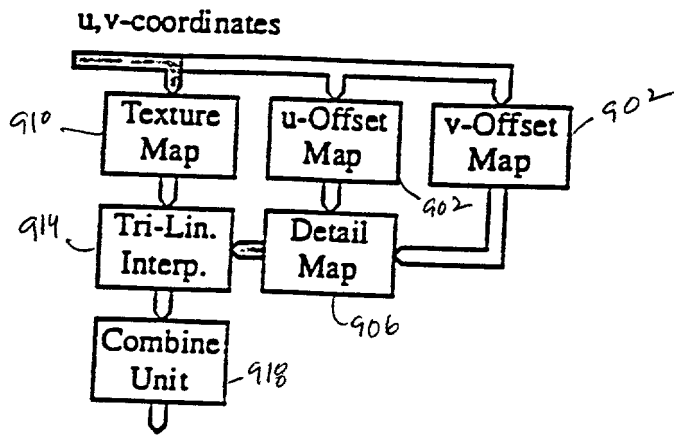 u,v-coordinates
910
Texture
Map
u-Offset
Map
902
v-Offset
Map
902
914
Tri-Lin.
Interp.
Detail
Map
906
Combine
Unit
918